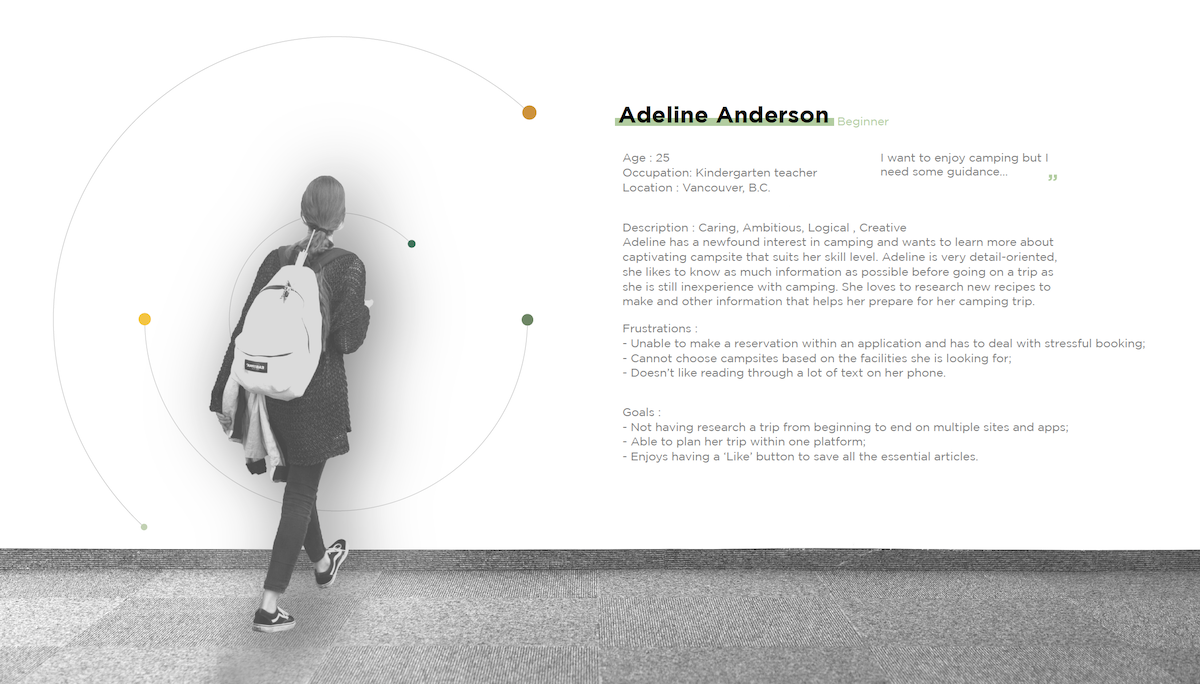 Adeline Anderson Beginner
Age : 25
Occupation: Kindergarten teacher
Location : Vancouver, B.C.
I want to enjoy camping but I
need some guidance...
”
Description : Caring, Ambitious, Logical , Creative
Adeline has a newfound interest in camping and wants to learn more about
captivating campsite that suits her skill level. Adeline is very detail-oriented,
she likes to know as much information as possible before going on a trip as
she is still inexperience with camping. She loves to research new recipes to
make and other information that helps her prepare for her camping trip.
Frustrations :
- Unable to make a reservation within an application and has to deal with stressful booking;
- Cannot choose campsites based on the facilities she is looking for;
- Doesn't like reading through a lot of text on her phone.
Goals :
- Not having research a trip from beginning to end on multiple sites and apps;
- Able to plan her trip within one platform;
- Enjoys having a ‘Like’ button to save all the essential articles.